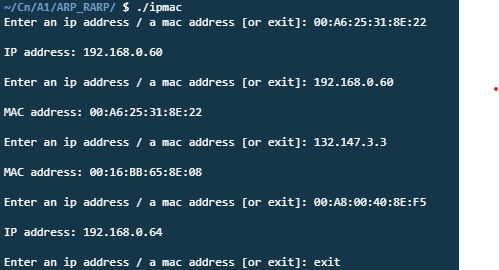 ~/Cn/A1/ARP_RARP/ $ ./ipmac
Enter an ip address / a mac address [or exit]: 00:A6:25:31:8E:22
IP address: 192.168.0.60
Enter an ip address / a mac address [or exit]: 192.168.0.60
MAC address: 00:A6:25:31:8E:22
Enter an ip address / a mac address [or exit]: 132.147.3.3
MAC address: 00:16:BB:65:8E:08
Enter an ip address / a mac address [or exit]: 00:A8:00:40:8E:F5
IP address: 192.168.0.64
Enter an ip address / a mac address [or exit]: exit